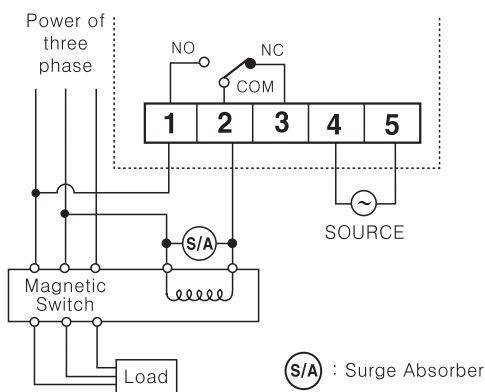 Power of
three
phase
NO
NC
COM
1 2 3 4 5
S/A
SOURCE
Magnetic
Switch
Load
S/A : Surge Absorber